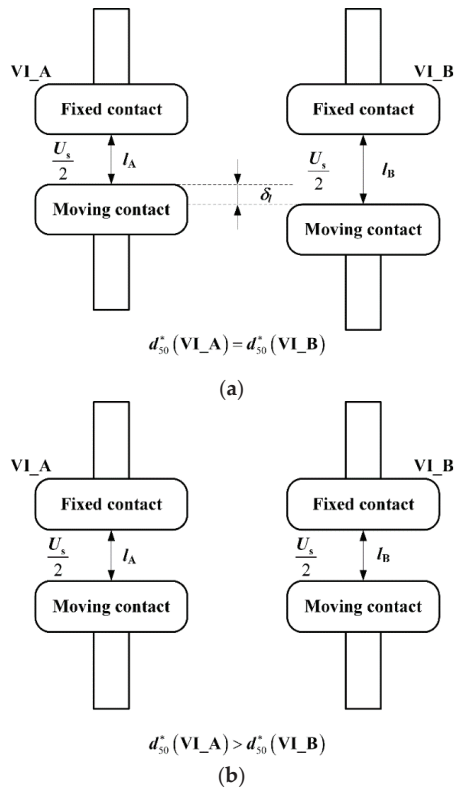 VI_A VI_B
Fixed contact Fixed contact
U_s/2 l_A U_s/2 l_B
Moving contact δ_l Moving contact
d*_50 (VI_A) = d*_50 (VI_B)
(a)
VI_A VI_B
Fixed contact Fixed contact
U_s/2 l_A U_s/2 l_B
Moving contact Moving contact
d*_50 (VI_A) > d*_50 (VI_B)
(b)